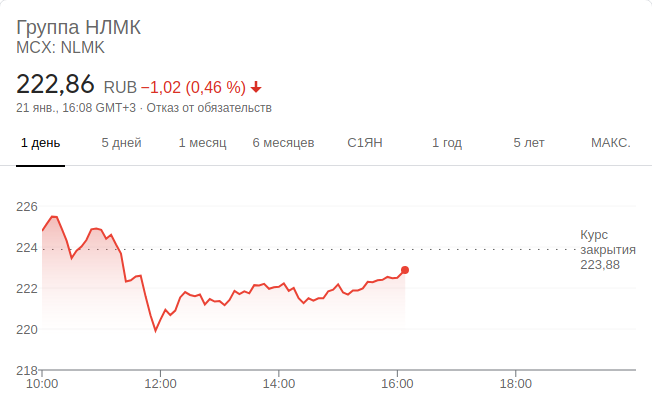 Группа НЛМК
MCX: NLMK
222,86 RUB −1,02 (0,46 %)
21 янв., 16:08 GMT+3 · Отказ от обязательств
1 день 5 дней 1 месяц 6 месяцев С1ЯН 1 год 5 лет МАКС.
226
224
222
220
218
Курс
закрытия
223,88
10:00 12:00 14:00 16:00 18:00